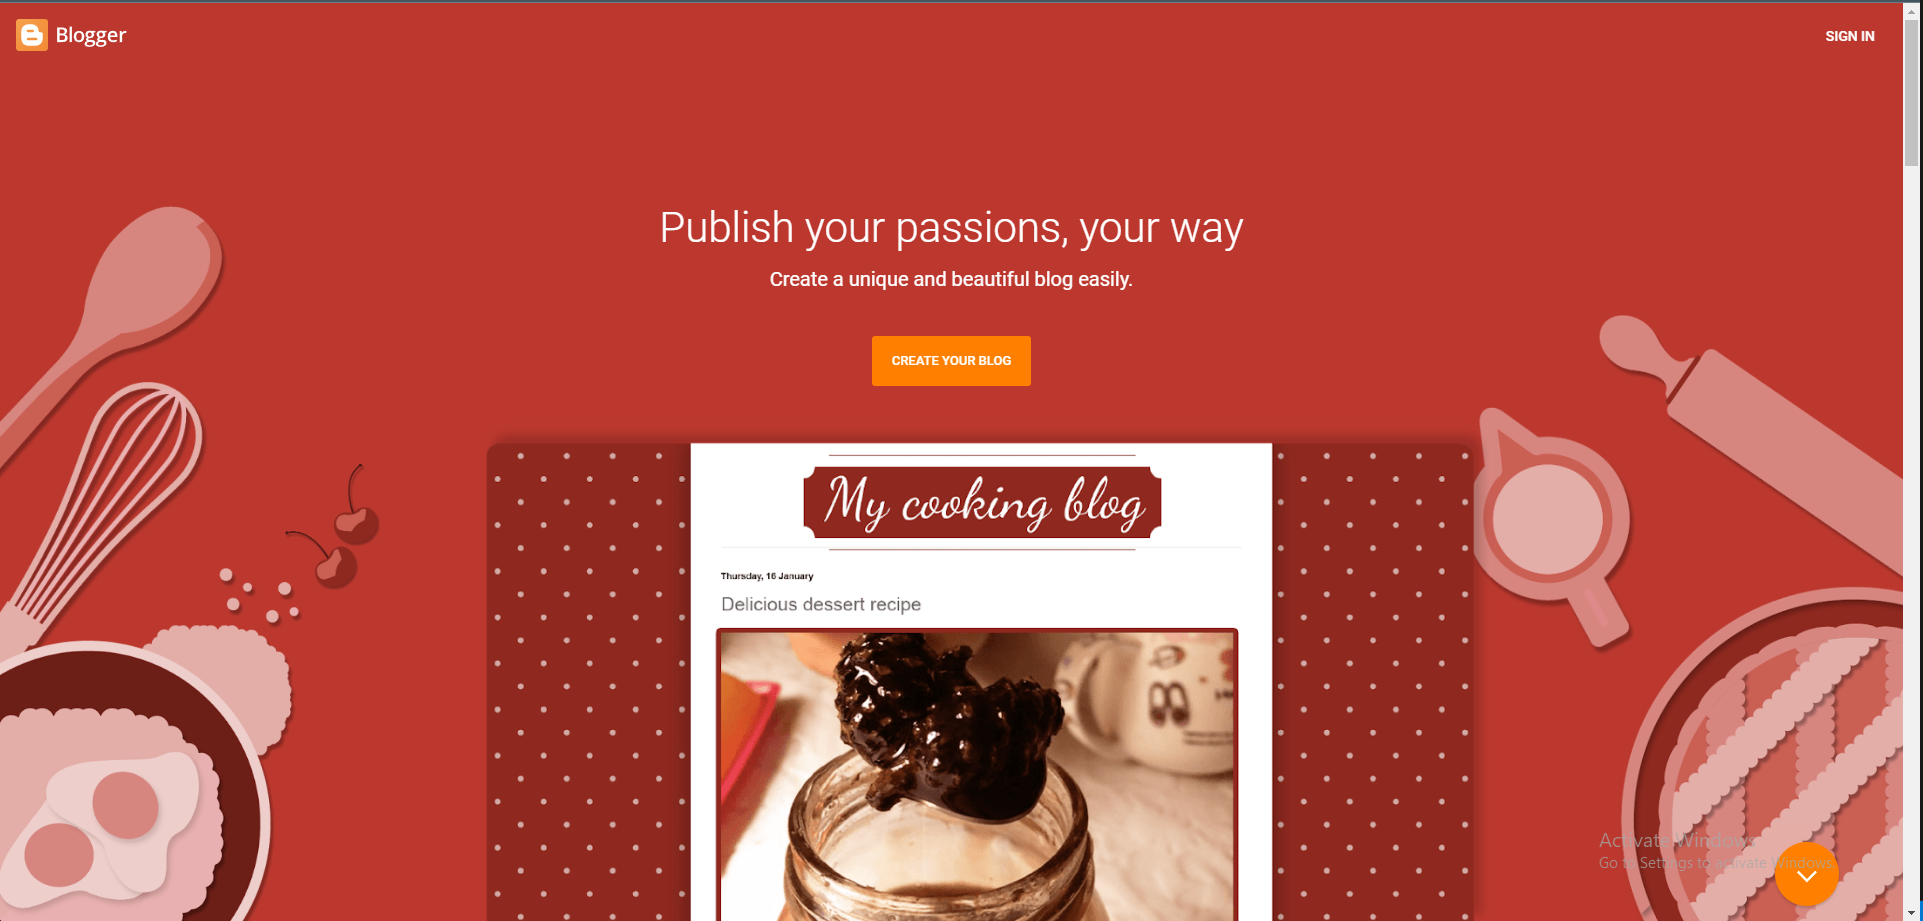 Blogger
SIGN IN
Publish your passions, your way
Create a unique and beautiful blog easily.
CREATE YOUR BLOG
My cooking blog
Thursday, 16 January
Delicious dessert recipe
Activate Windows
Go to Settings to activate Windows.